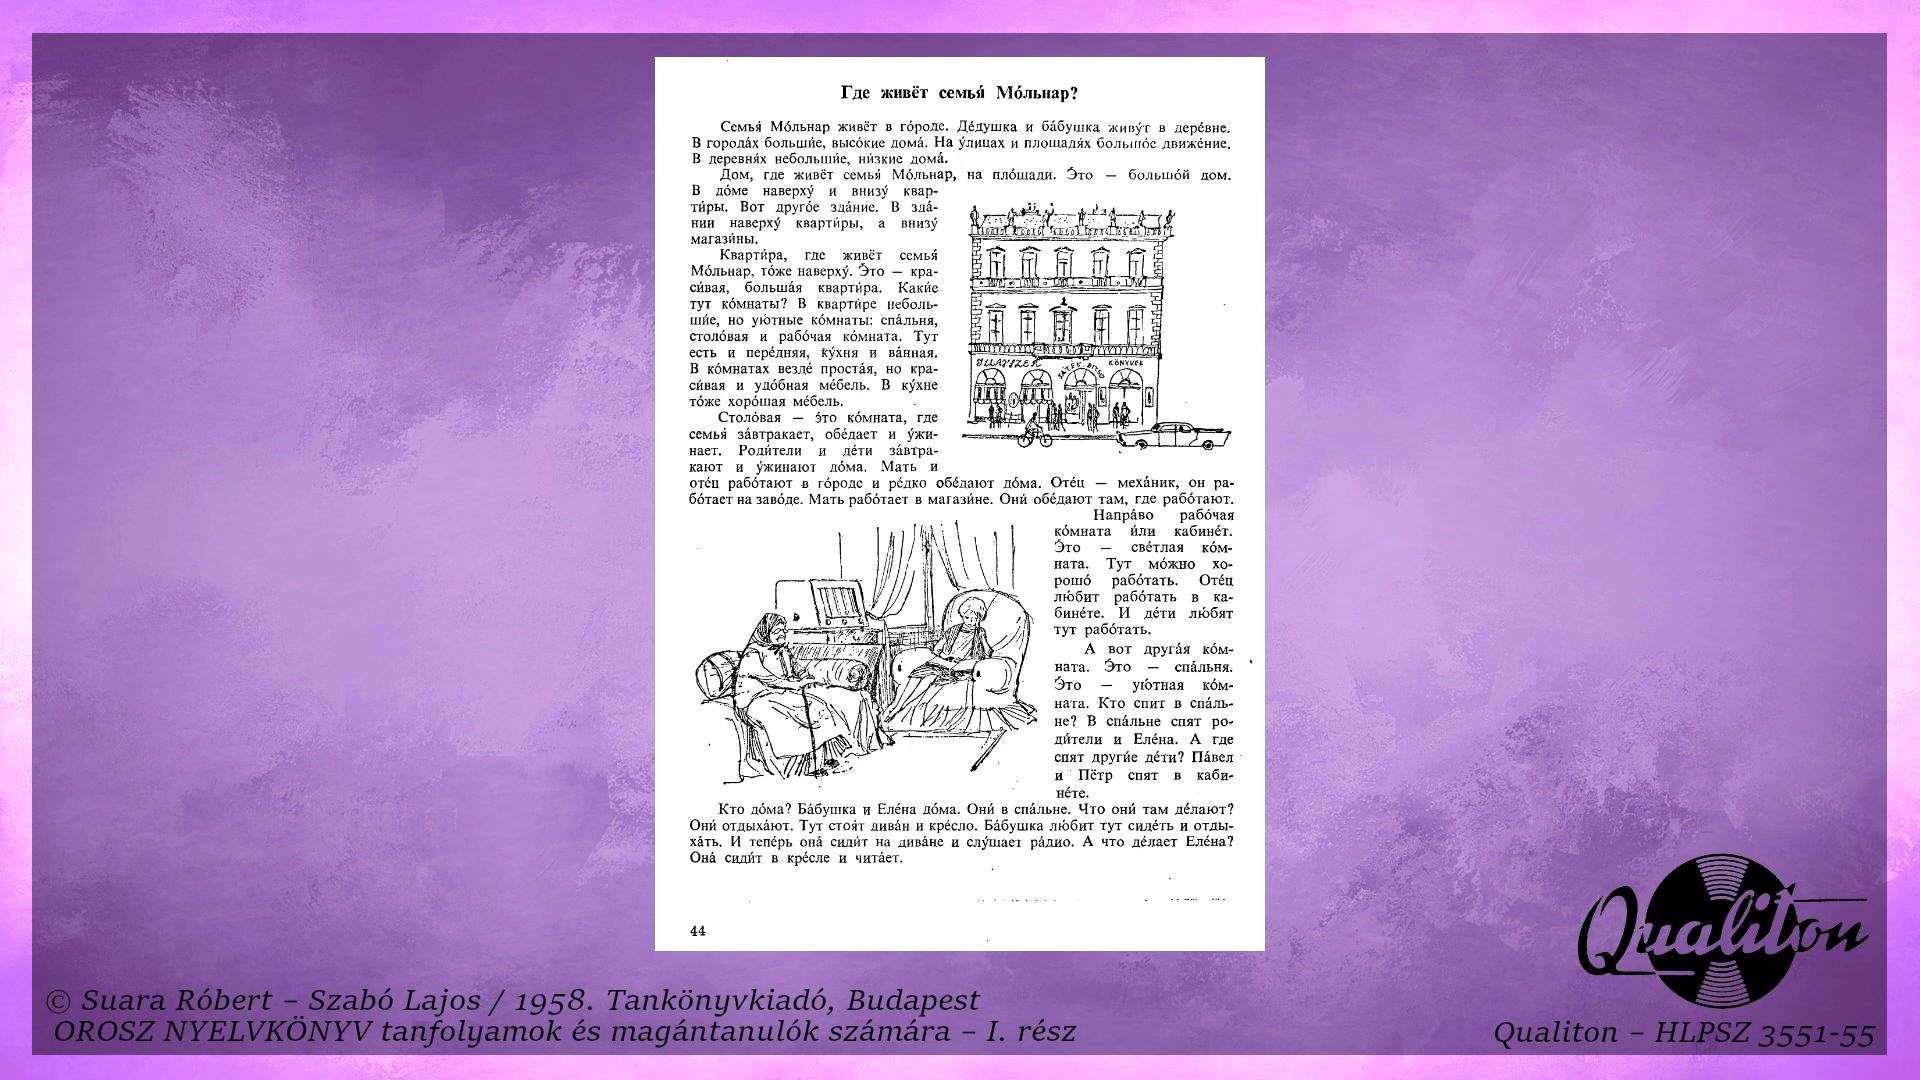 Где живёт семья́ Мо́льнар?
Семья́ Мо́льнар живёт в го́роде. Де́душка и ба́бушка живу́т в дере́вне.
В города́х больши́е, высо́кие дома́. На у́лицах и площадя́х большо́е движе́ние.
В деревня́х небольши́е, ни́зкие дома́.
Дом, где живёт семья́ Мо́льнар, на пло́щади. Э́то — большо́й дом.
В до́ме наверху́ и внизу́ квар-
ти́ры. Вот друго́е зда́ние. В зда́-
нии наверху́ кварти́ры, а внизу́
магази́ны.
Кварти́ра, где живёт семья́
Мо́льнар, то́же наверху́. Э́то — кра-
си́вая, больша́я кварти́ра. Каки́е
тут ко́мнаты? В кварти́ре неболь-
ши́е, но ую́тные ко́мнаты: спа́льня,
столо́вая и рабо́чая ко́мната. Тут
есть и пере́дняя, ку́хня и ва́нная.
В ко́мнатах везде́ проста́я, но кра-
си́вая и удо́бная ме́бель. В ку́хне
то́же хоро́шая ме́бель.
Столо́вая — э́то ко́мната, где
семья́ за́втракает, обе́дает и у́жи-
нает. Роди́тели и де́ти за́втра-
кают и у́жинают до́ма. Мать и
оте́ц рабо́тают в го́роде и ре́дко обе́дают до́ма. Оте́ц — меха́ник, он ра-
бо́тает на заво́де. Мать рабо́тает в магази́не. Они́ обе́дают там, где рабо́тают.
JÁTÉK BIZSU
KÖNYVEK
Напра́во рабо́чая
ко́мната и́ли кабине́т.
Э́то — све́тлая ко́м-
ната. Тут мо́жно хо-
рошо́ рабо́тать. Оте́ц
лю́бит рабо́тать в ка-
бине́те. И де́ти лю́бят
тут рабо́тать.
А вот друга́я ко́м-
ната. Э́то — спа́льня.
Э́то — ую́тная ко́м-
ната. Кто спит в спа́ль-
не? В спа́льне спят ро-
ди́тели и Еле́на. А где
спят други́е де́ти? Па́вел
и Пётр спят в каби-
не́те.
Кто до́ма? Ба́бушка и Еле́на до́ма. Они́ в спа́льне. Что они́ там де́лают?
Они́ отдыха́ют. Тут стоя́т дива́н и кре́сло. Ба́бушка лю́бит тут сиде́ть и отды-
ха́ть. И тепе́рь она́ сиди́т на дива́не и слу́шает ра́дио. А что де́лает Еле́на?
Она́ сиди́т в кре́сле и чита́ет.
44
Qualiton
© Suara Róbert – Szabó Lajos / 1958. Tankönyvkiadó, Budapest
OROSZ NYELVKÖNYV tanfolyamok és magántanulók számára – I. rész
Qualiton – HLPSZ 3551-55